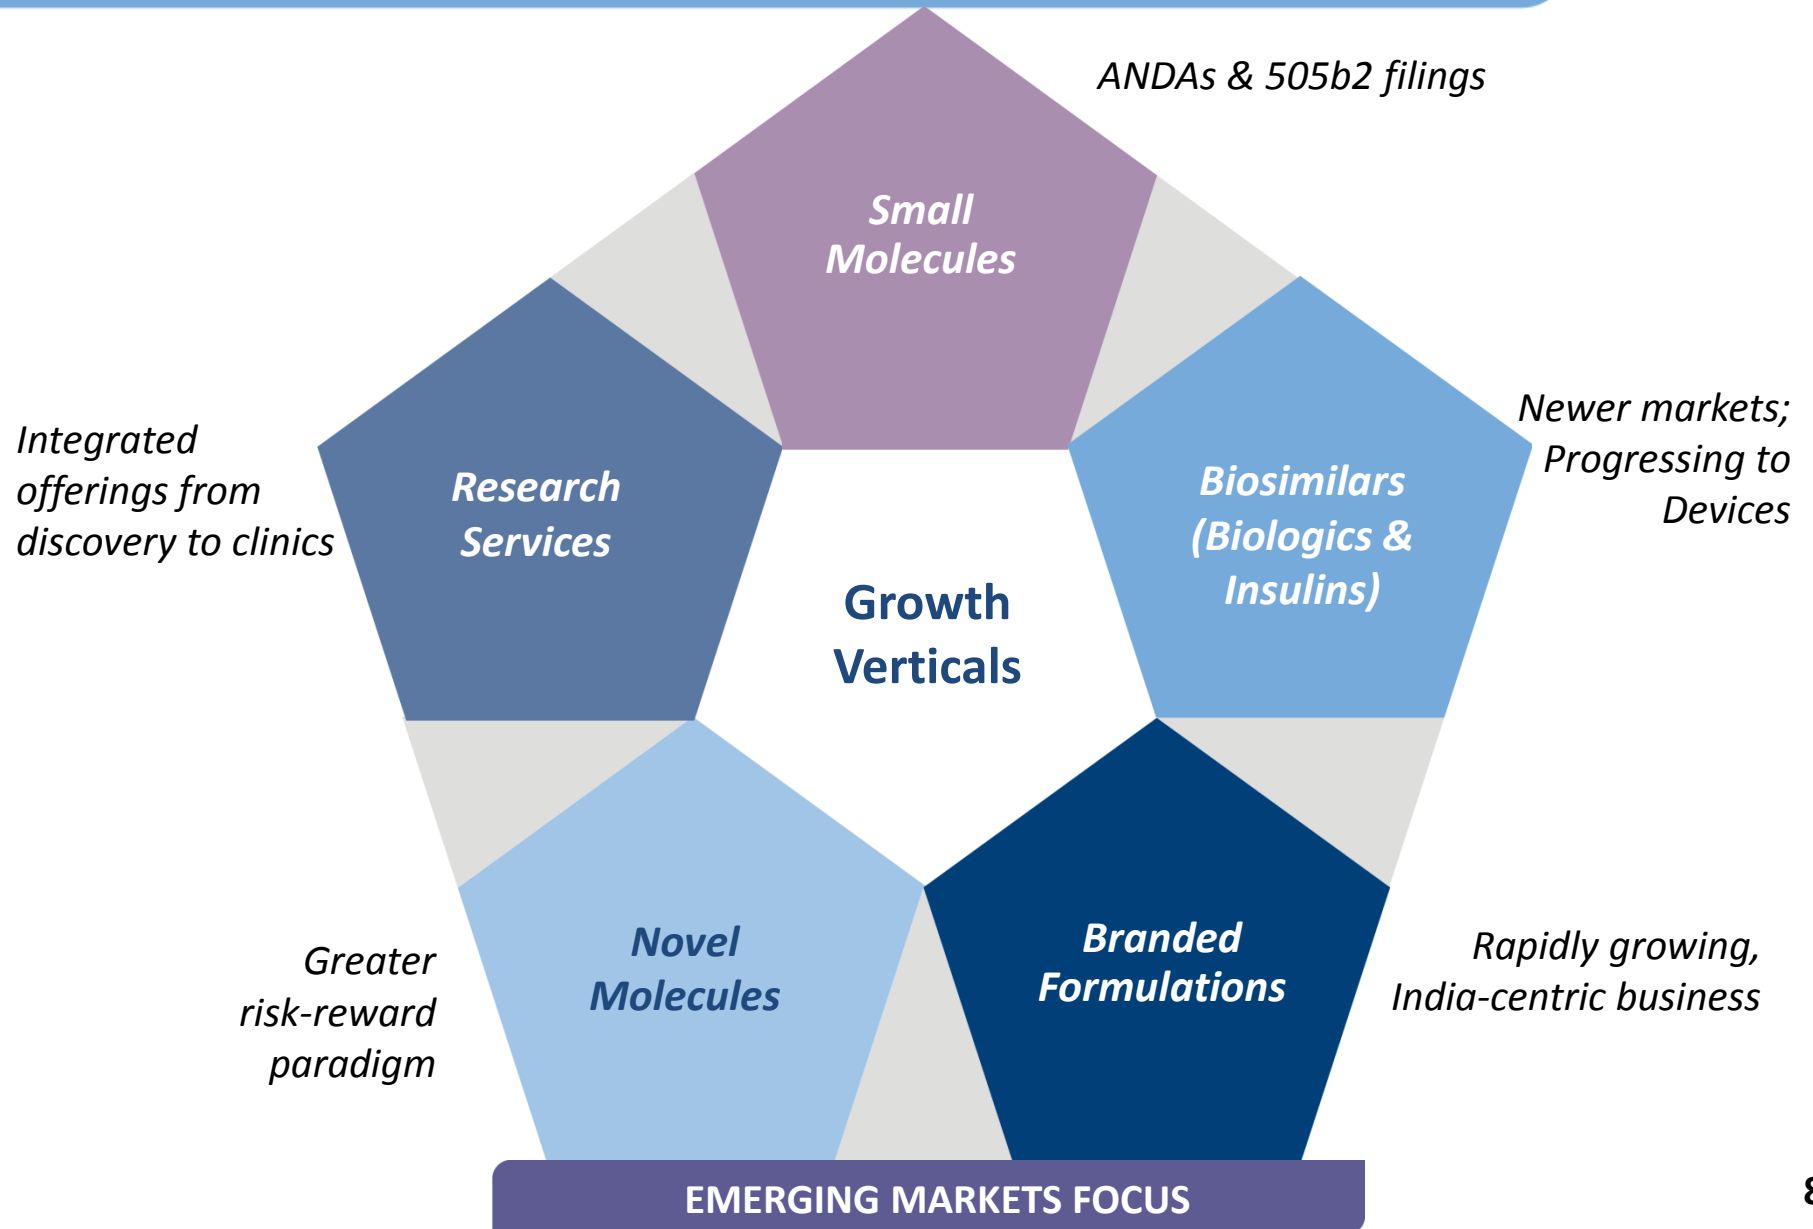 ANDAs & 505b2 filings
Small
Molecules
Integrated
offerings from
discovery to clinics
Research
Services
Newer markets;
Progressing to
Devices
Biosimilars
(Biologics &
Insulins)
Growth
Verticals
Greater
risk-reward
paradigm
Novel
Molecules
Branded
Formulations
Rapidly growing,
India-centric business
EMERGING MARKETS FOCUS